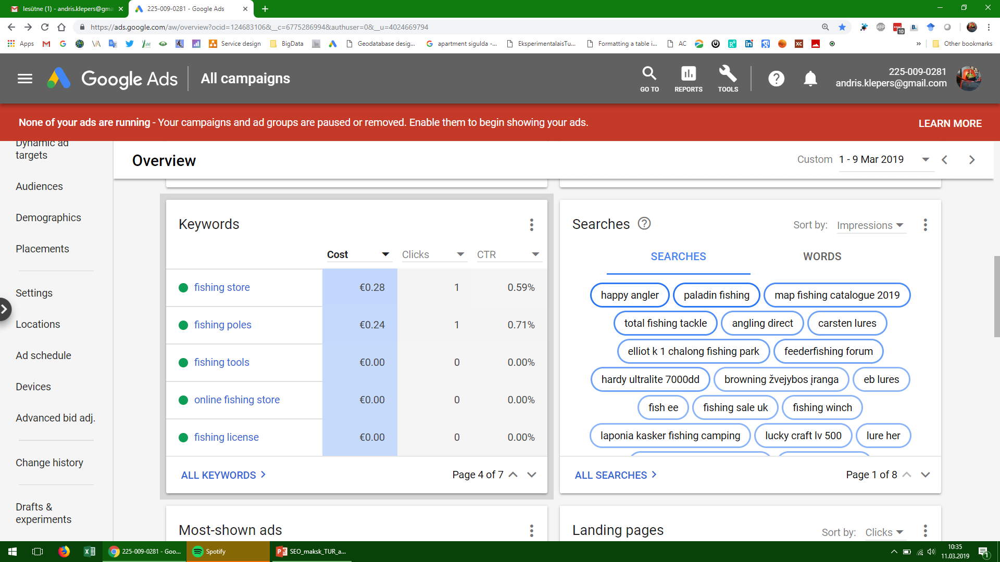 Iesūtne (1) - andris.klepers@gma
225-009-0281 - Google Ads
https://ads.google.com/aw/overview?ocid=124683106&__c=6775286994&authuser=0&__u=4024669794
ABP
10
B.
Apps
Service design
BigData
Geodatabase desig...
apartment sigulda -...
EksperimentalaisTu...
Formatting a table i...
AC
XC
»
Other bookmarks
Google Ads
All campaigns
GO TO
REPORTS
TOOLS
225-009-0281
andris.klepers@gmail.com
None of your ads are running - Your campaigns and ad groups are paused or removed. Enable them to begin showing your ads.
LEARN MORE
Dynamic ad
targets
Audiences
Demographics
Placements
Settings
Locations
Ad schedule
Devices
Advanced bid adj.
Change history
Drafts &
experiments
Overview
Custom 1 - 9 Mar 2019
Keywords
Cost Clicks CTR
fishing store €0.28 1 0.59%
fishing poles €0.24 1 0.71%
fishing tools €0.00 0 0.00%
online fishing store €0.00 0 0.00%
fishing license €0.00 0 0.00%
ALL KEYWORDS
Page 4 of 7
Searches
Sort by: Impressions
SEARCHES WORDS
happy angler paladin fishing map fishing catalogue 2019
total fishing tackle angling direct carsten lures
elliot k 1 chalong fishing park feederfishing forum
hardy ultralite 7000dd browning žvejybos įranga eb lures
fish ee fishing sale uk fishing winch
laponia kasker fishing camping lucky craft lv 500 lure her
ALL SEARCHES
Page 1 of 8
Most-shown ads
Landing pages
Sort by: Clicks
225-009-0281 - Goo...
Spotify
SEO_maksk_TUR_a...
10:35
11.03.2019
1